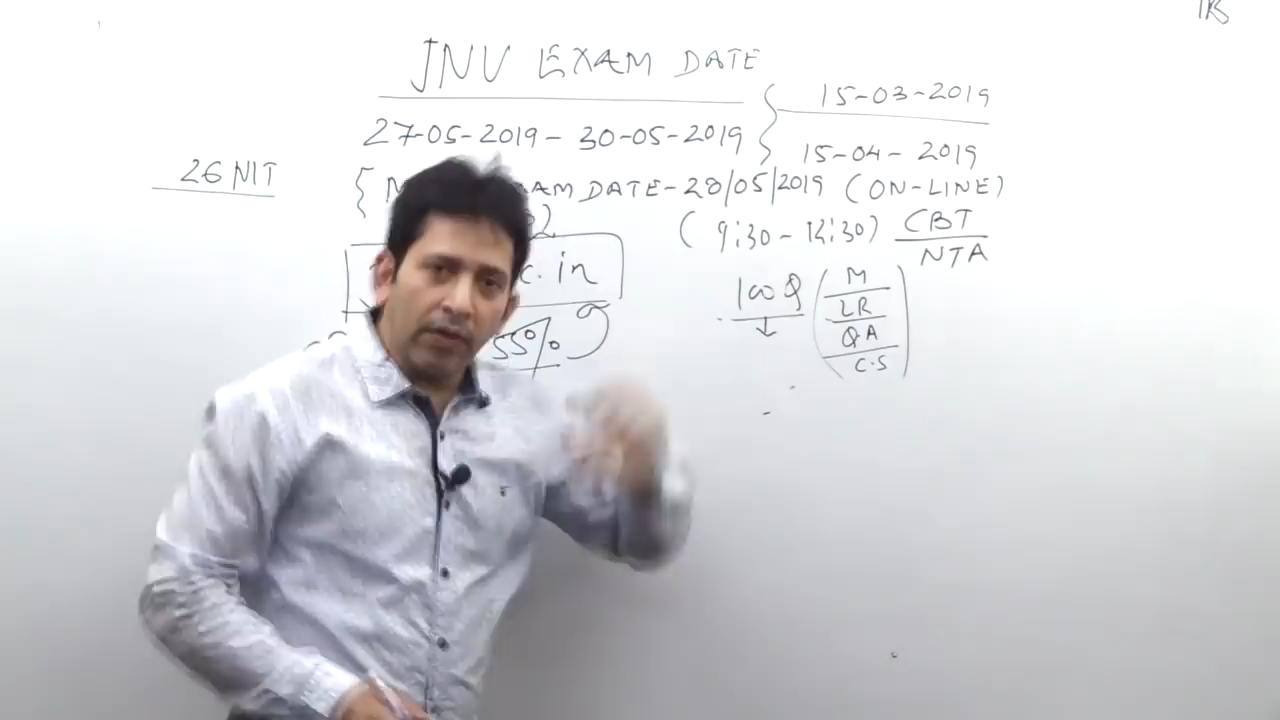 JNU EXAM DATE
27-05-2019 - 30-05-2019
15-03-2019
15-04-2019
26 NIT
DATE - 28/05/2019 (ON-LINE)
(9:30 - 12:30) CBT
NTA
c.in
55%
100 Q
M
LR
QA
C.S